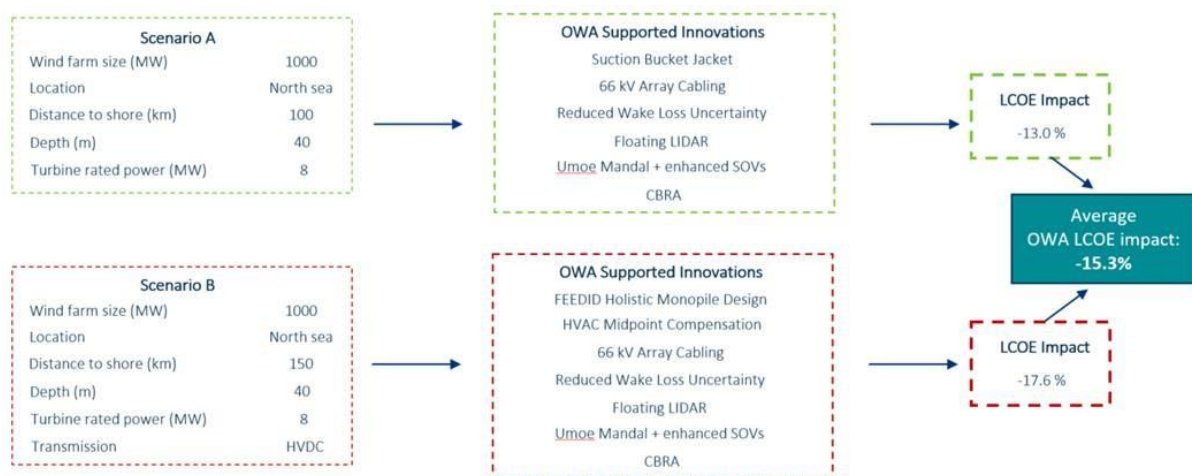 Scenario A
Wind farm size (MW) 1000
Location North sea
Distance to shore (km) 100
Depth (m) 40
Turbine rated power (MW) 8
OWA Supported Innovations
Suction Bucket Jacket
66 kV Array Cabling
Reduced Wake Loss Uncertainty
Floating LIDAR
Umoe Mandal + enhanced SOVs
CBRA
LCOE Impact
-13.0 %
Average
OWA LCOE impact:
-15.3%
Scenario B
Wind farm size (MW) 1000
Location North sea
Distance to shore (km) 150
Depth (m) 40
Turbine rated power (MW) 8
Transmission HVDC
OWA Supported Innovations
FEEDID Holistic Monopile Design
HVAC Midpoint Compensation
66 kV Array Cabling
Reduced Wake Loss Uncertainty
Floating LIDAR
Umoe Mandal + enhanced SOVs
CBRA
LCOE Impact
-17.6 %